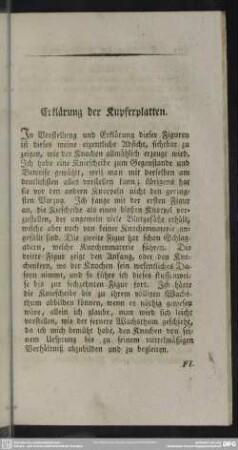 Erklärung der Kupferplatten.
In Vorstellung und Erklärung dieser Figuren
ist dieses meine eigentliche Absicht, sichtbar zu
zeigen, wie der Knochen allmählich erzeugt wird.
Ich habe eine Kniescheibe zum Gegenstande und
Beweise gewählt, weil man mit derselben am
deutlichsten alles vorstellen kann; übrigens hat
sie vor den andern Knorpeln nicht den gering-
sten Vorzug. Ich fange mit der ersten Figur
an, die Kniescheibe als einen bloßen Knorpel vor-
zustellen, der ungemein viele Blutgefäße erhält,
welche aber noch von keiner Knochenmaterie an-
gefüllt sind. Die zweite Figur hat schon Schlag-
adern, welche Knochenmaterie führen. Die
dritte Figur zeigt den Anfang, oder den Kno-
chenkern, wo der Knochen sein wesentliches Da-
seyn nimmt, und so führe ich dieses stufenwei-
se bis zur sechzehnten Figur fort. Ich hätte
die Kniescheibe bis zu ihrem völligen Wachs-
thum abbilden können, wenn es nöthig gewesen
wäre, allein ich glaube, man wird sich leicht
vorstellen, wie der fernere Wachsthum geschieht,
da ich mich bemüht habe, den Knochen von sei-
nem Ursprung bis zu seinem mittelmäßigen
Verhältniß abzubilden und zu begleiten.